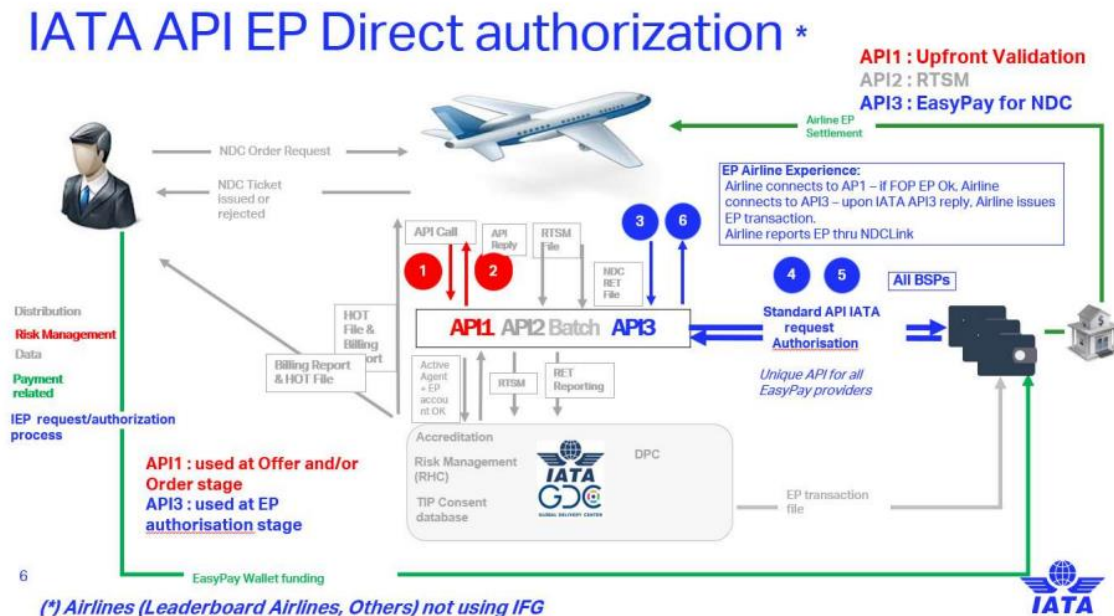 IATA API EP Direct authorization *
API1 : Upfront Validation
API2 : RTSM
API3 : EasyPay for NDC
Airline EP
Settlement
NDC Order Request
NDC Ticket
issued or
rejected
EP Airline Experience:
Airline connects to AP1 – if FOP EP Ok, Airline
connects to API3 – upon IATA API3 reply, Airline issues
EP transaction.
Airline reports EP thru NDCLink
API Call
API
Reply
RTSM
File
NDC
RET
File
1
2
3
6
4
5
All BSPs
Distribution
Risk Management
Data
Payment
related
IEP request/authorization
process
HOT
File &
Billing
Report
Billing Report
& HOT File
API1 API2 Batch API3
Standard API IATA
request
Authorisation
Unique API for all
EasyPay providers
Active
Agent
+ EP
accou
nt OK
RTSM
RET
Reporting
Accreditation
Risk Management
(RHC)
TIP Consent
database
IATA
GDC
GLOBAL DELIVERY CENTER
DPC
API1 : used at Offer and/or
Order stage
API3 : used at EP
authorisation stage
EP transaction
file
EasyPay Wallet funding
6
(*) Airlines (Leaderboard Airlines, Others) not using IFG
IATA